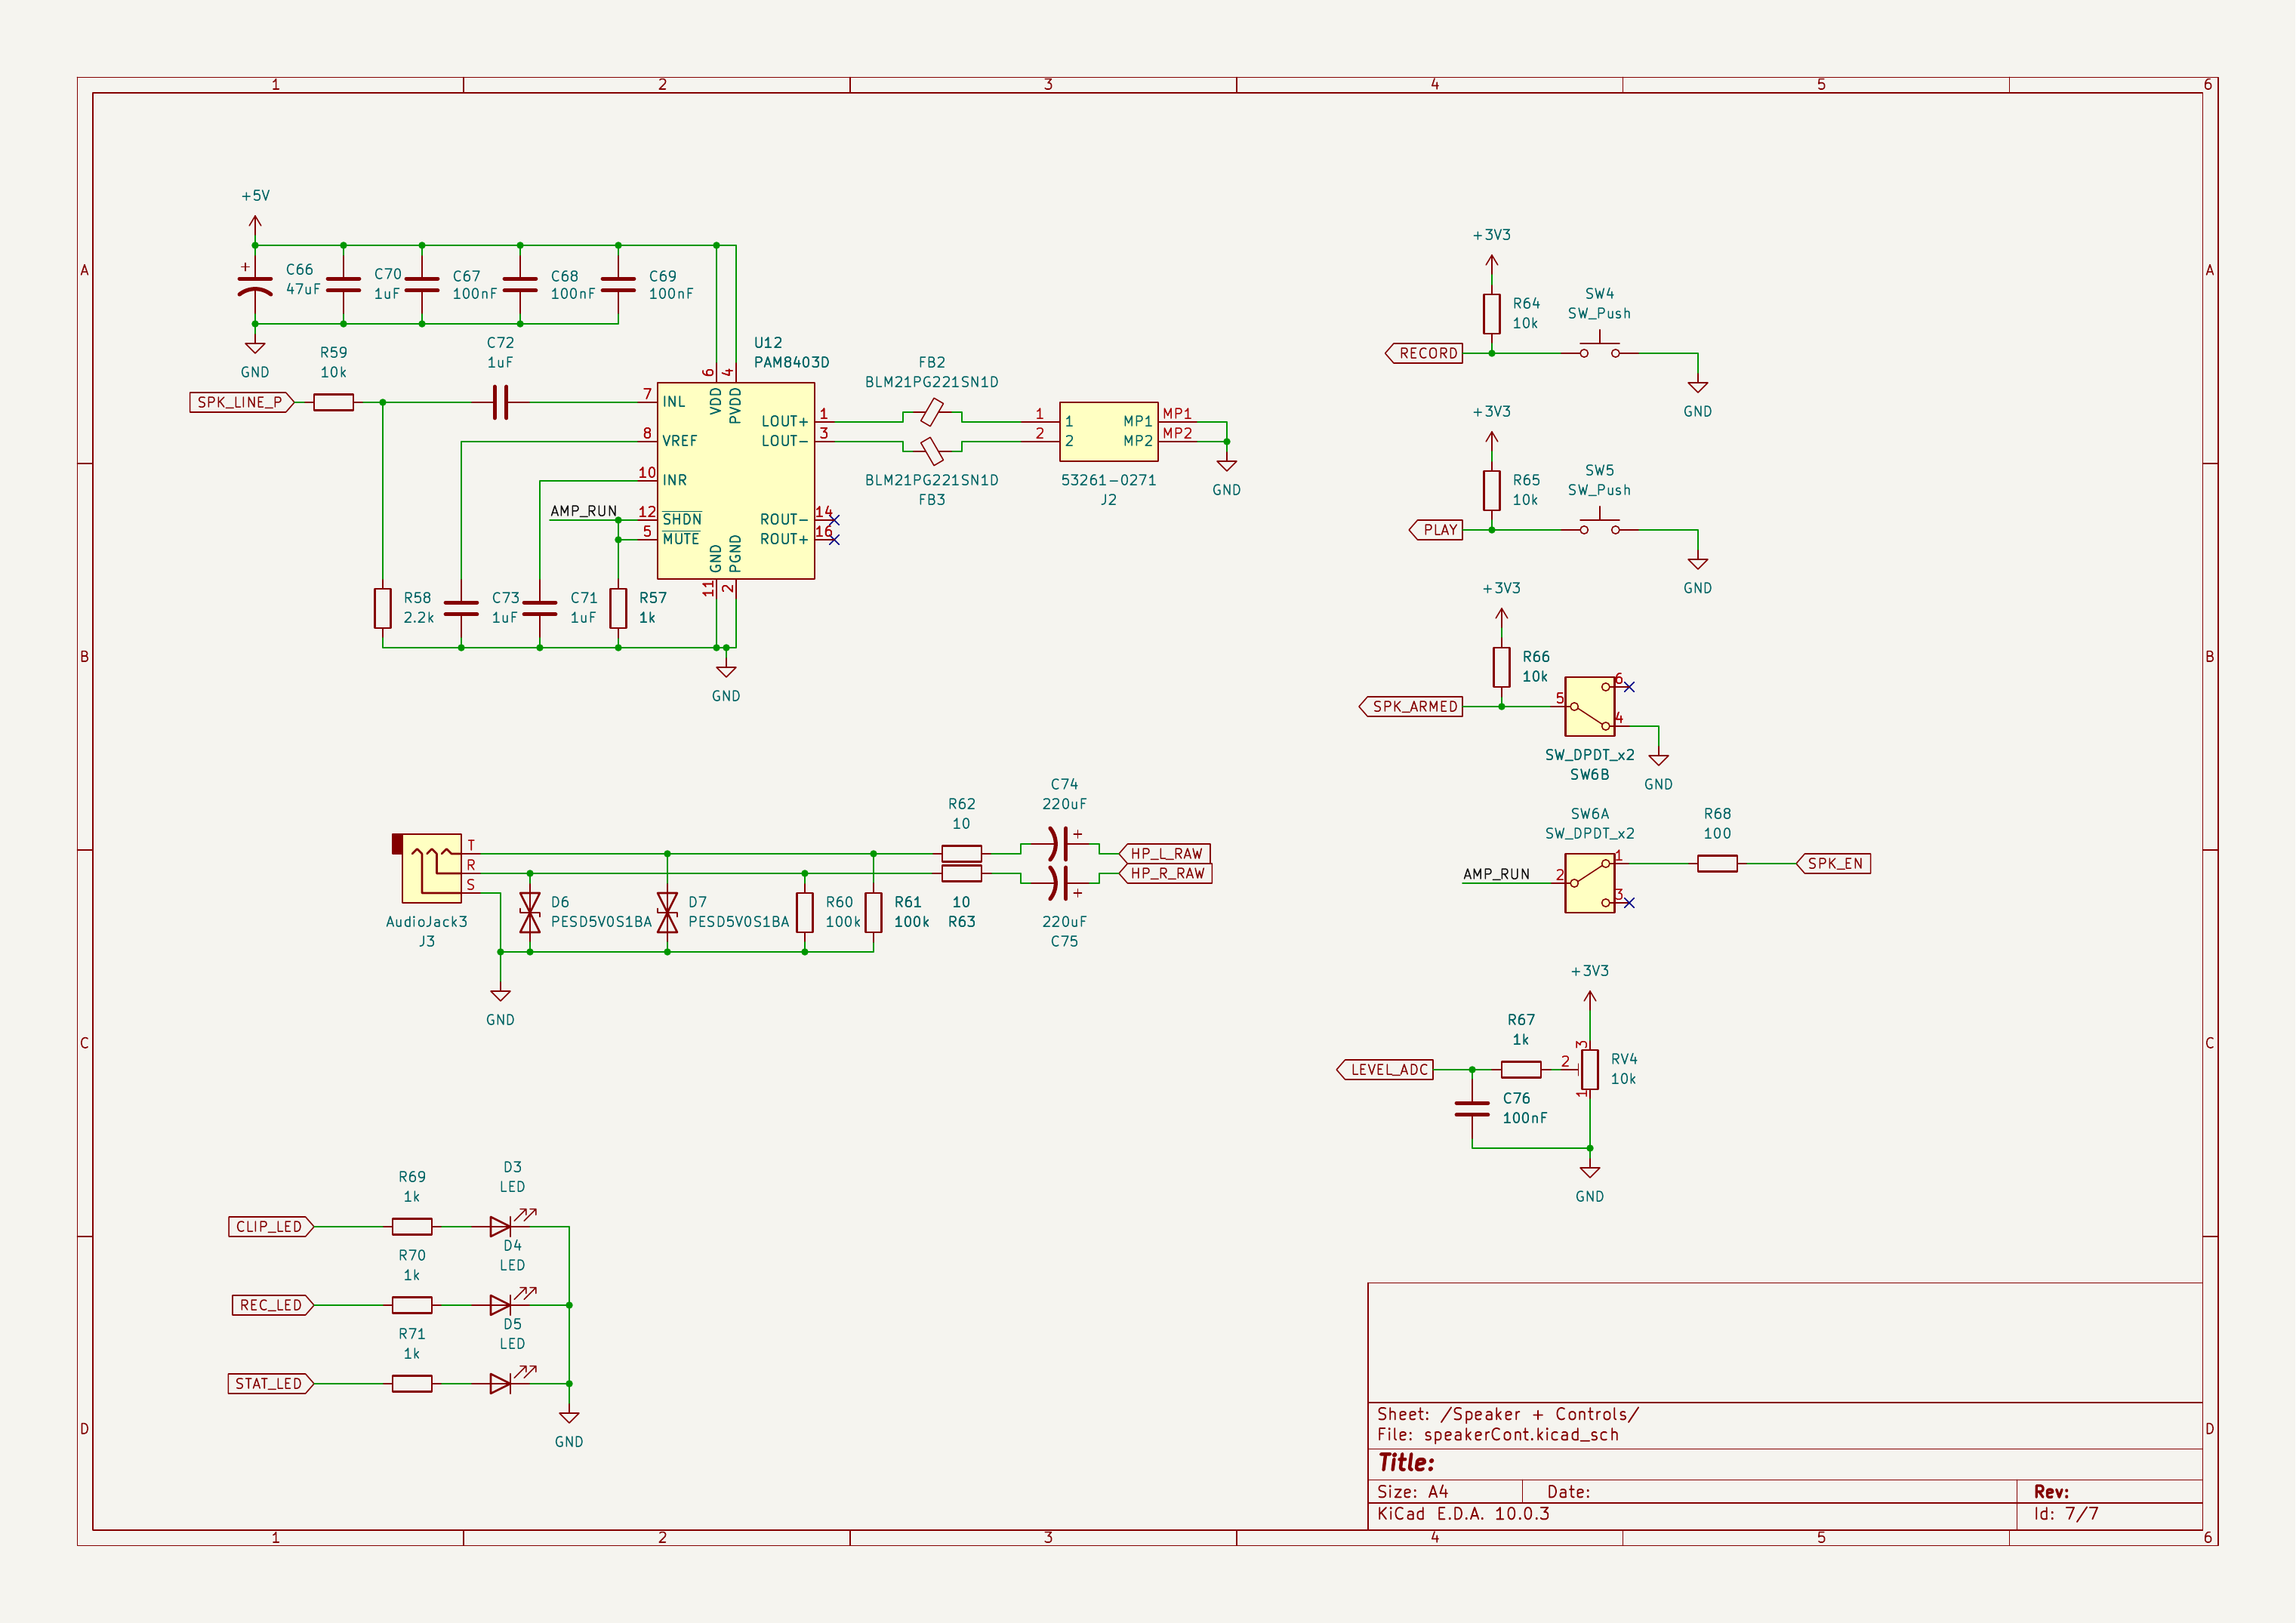 1 2 3 4 5 6
A A
B B
C C
D D
1 2 3 4 5 6
+5V
C66
47uF
C70
1uF
C67
100nF
C68
100nF
C69
100nF
GND
R59
10k
C72
1uF
SPK_LINE_P
U12
PAM8403D
6 4
VDD PVDD
7 INL
8 VREF
10 INR
AMP_RUN
12 SHDN
5 MUTE
LOUT+ 1
LOUT- 3
ROUT- 14
ROUT+ 16
GND PGND
11 2
R58
2.2k
C73
1uF
C71
1uF
R57
1k
GND
FB2
BLM21PG221SN1D
BLM21PG221SN1D
FB3
1 1 MP1 MP1
2 2 MP2 MP2
53261-0271
J2
GND
T
R
S
AudioJack3
J3
D6
PESD5V0S1BA
D7
PESD5V0S1BA
R60
100k
R61
100k
R62
10
10
R63
C74
220uF
+
+
220uF
C75
HP_L_RAW
HP_R_RAW
GND
R69
1k
D3
LED
CLIP_LED
R70
1k
D4
LED
REC_LED
R71
1k
D5
LED
STAT_LED
GND
+3V3
R64
10k
SW4
SW_Push
RECORD
GND
+3V3
R65
10k
SW5
SW_Push
PLAY
GND
+3V3
R66
10k
SPK_ARMED
5 6
4
SW_DPDT_x2
SW6B
GND
SW6A
SW_DPDT_x2
R68
100
AMP_RUN
2 1
3
SPK_EN
+3V3
R67
1k
3
2
1
RV4
10k
LEVEL_ADC
C76
100nF
GND
Sheet: /Speaker + Controls/
File: speakerCont.kicad_sch
Title:
Size: A4 Date: Rev:
KiCad E.D.A. 10.0.3 Id: 7/7